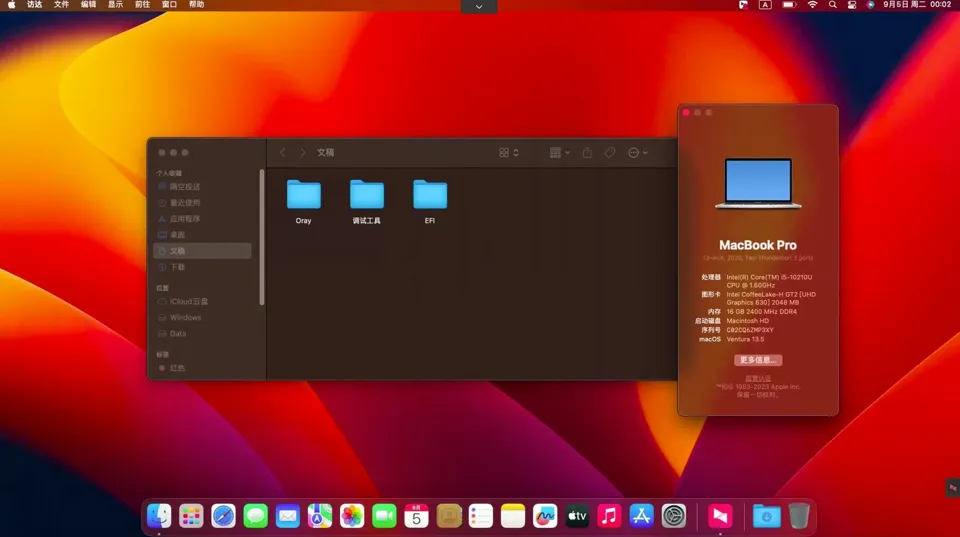 访达 文件 编辑 显示 前往 窗口 帮助
A
9月5日 周二 00:02
文稿
个人收藏
隔空投送
最近使用
应用程序
桌面
文稿
下载
位置
iCloud云盘
Windows
Data
标签
红色
Oray
调试工具
EFI
MacBook Pro
13-inch, 2020, Two Thunderbolt 3 ports
处理器 Intel(R) Core(TM) i5-10210U
CPU @ 1.60GHz
图形卡 Intel CoffeeLake-H GT2 [UHD
Graphics 630] 2048 MB
内存 16 GB 2400 MHz DDR4
启动磁盘 Macintosh HD
序列号 C02CQ6ZMP3XY
macOS Ventura 13.5
更多信息...
监管认证
™和© 1983-2023 Apple Inc.
保留一切权利。
9月
5
tv